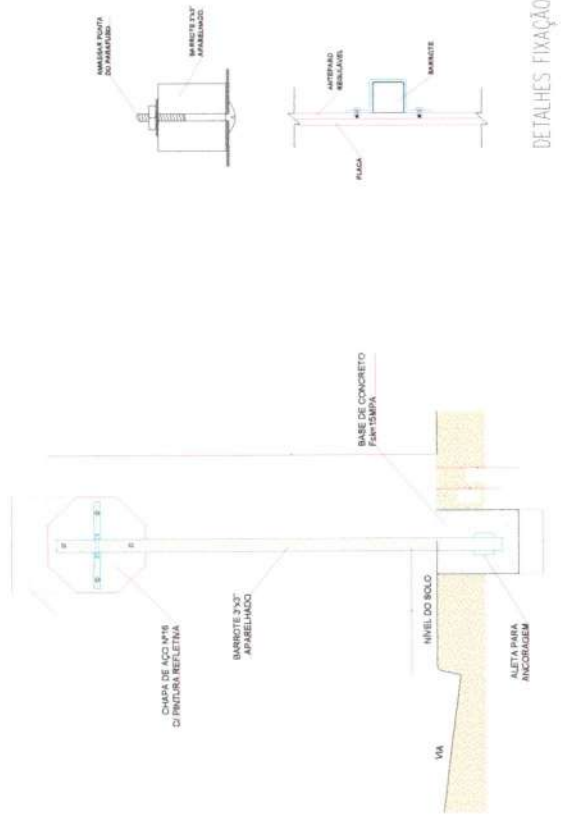 CHAPA DE AÇO Nº16
C/ PINTURA REFLETIVA
BARROTE 3"x3"
APARELHADO
BASE DE CONCRETO
Fsk=15MPA
NÍVEL DO SOLO
VIA
ALETA PARA
ANCORAGEM
AMASSAR PONTA
DO PARAFUSO.
BARROTE 3"x3"
APARELHADO.
ANTEPARO
REGULÁVEL
PLACA
BARROTE
DETALHES FIXAÇÃO